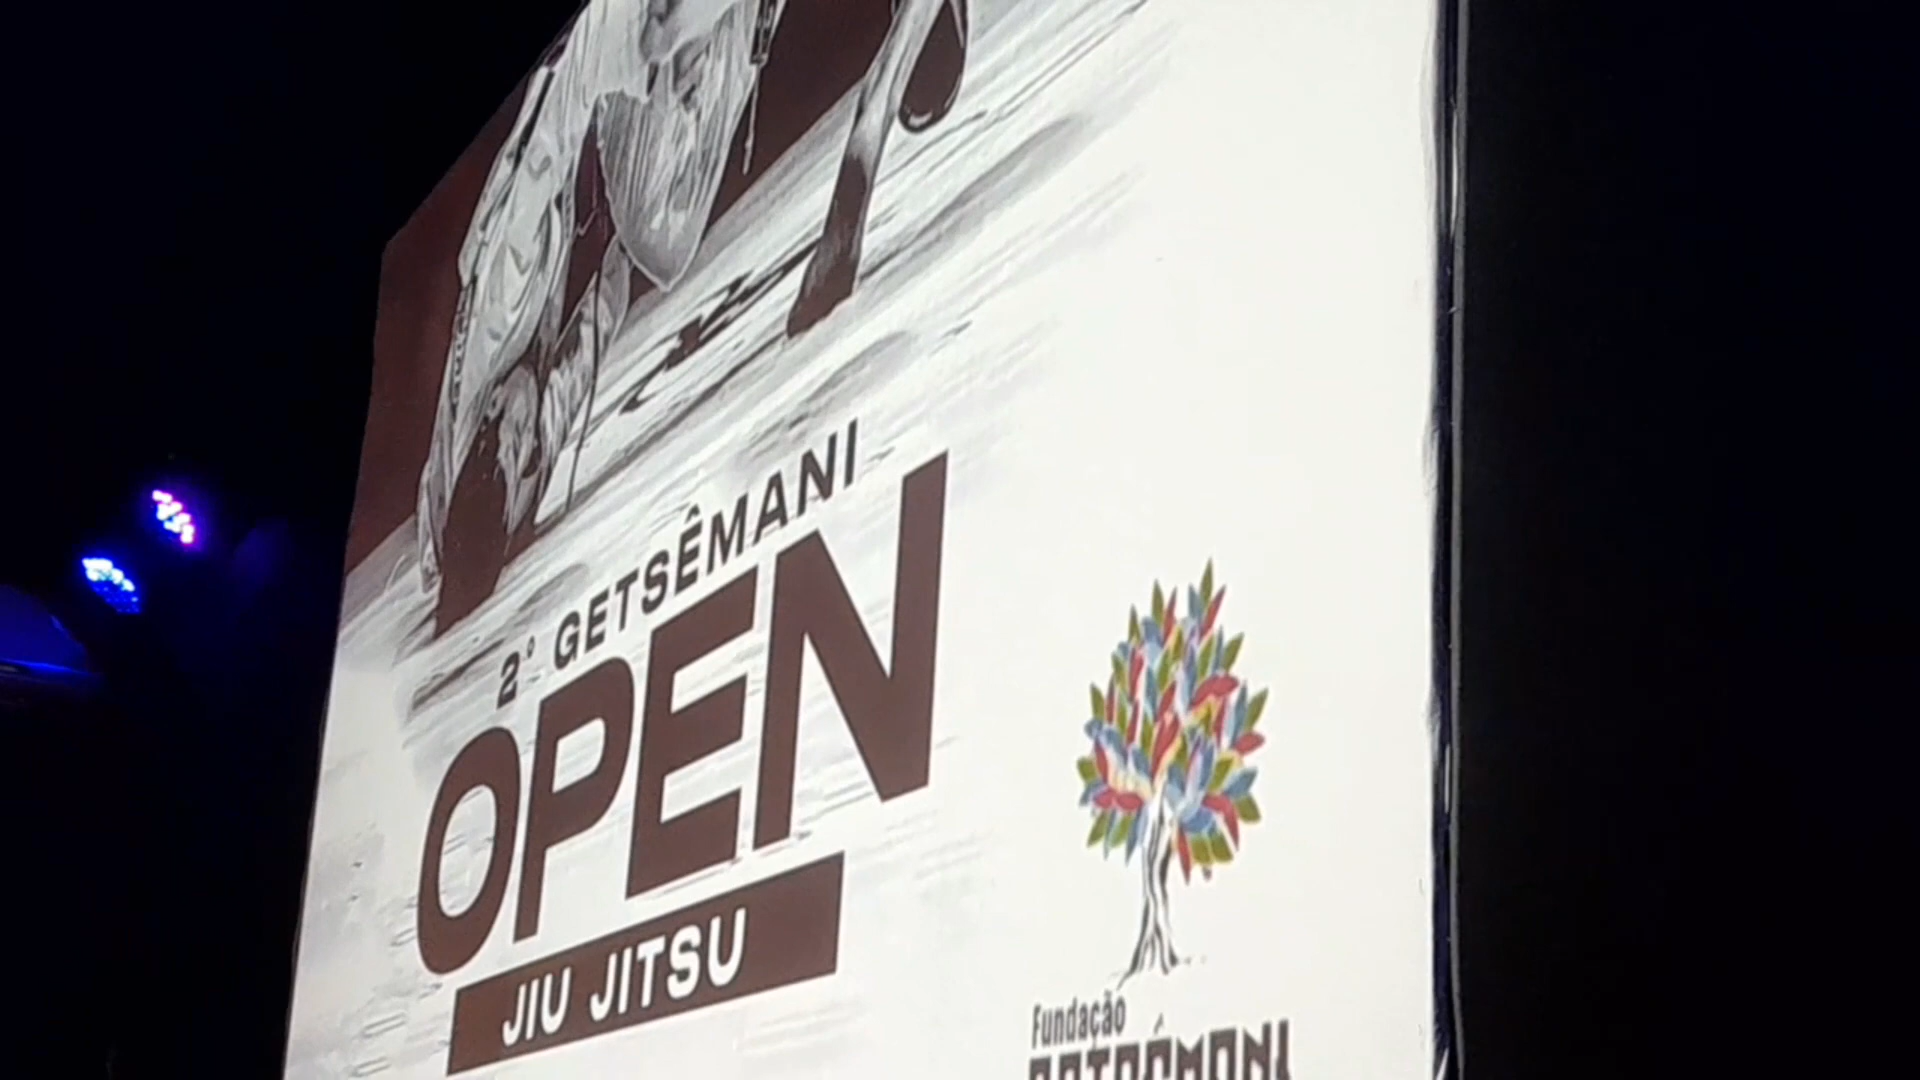 2º GETSÊMANI
OPEN
JIU JITSU
Fundação